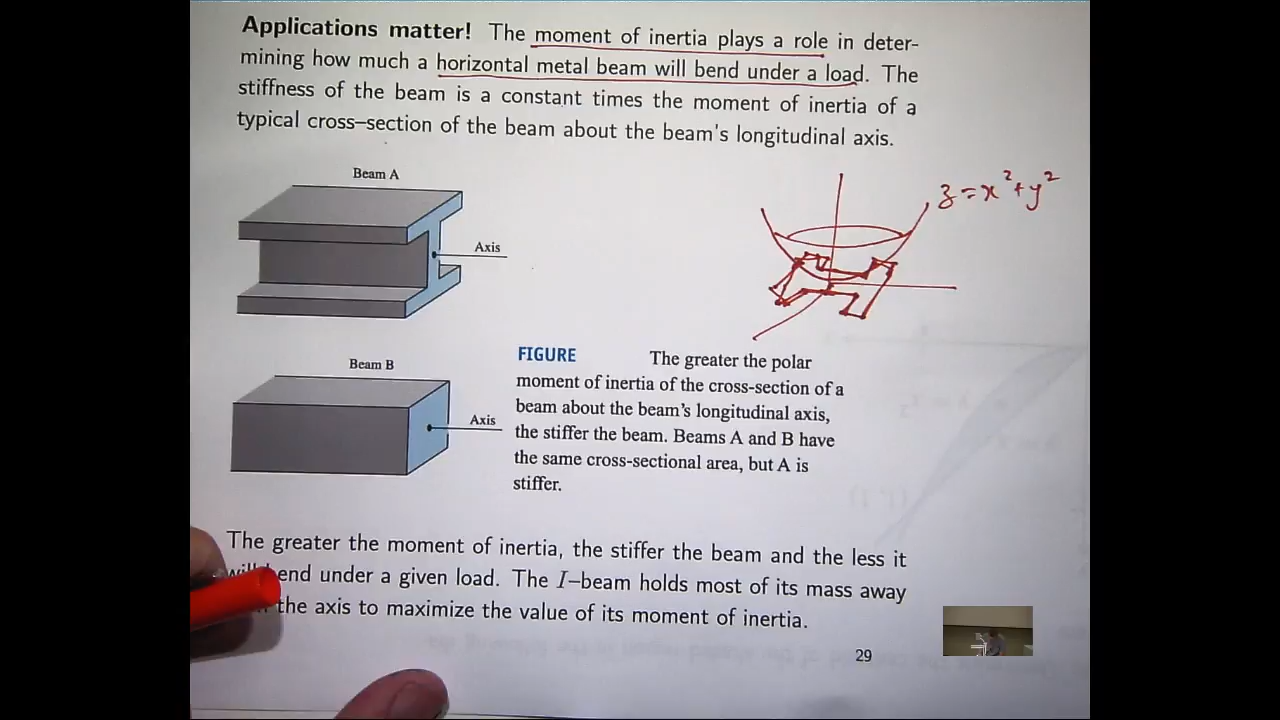 Applications matter! The moment of inertia plays a role in deter-
mining how much a horizontal metal beam will bend under a load. The
stiffness of the beam is a constant times the moment of inertia of a
typical cross–section of the beam about the beam's longitudinal axis.
Beam A
Axis
z = x² + y²
Beam B
Axis
FIGURE The greater the polar
moment of inertia of the cross-section of a
beam about the beam's longitudinal axis,
the stiffer the beam. Beams A and B have
the same cross-sectional area, but A is
stiffer.
The greater the moment of inertia, the stiffer the beam and the less it
will bend under a given load. The I–beam holds most of its mass away
the axis to maximize the value of its moment of inertia.
29